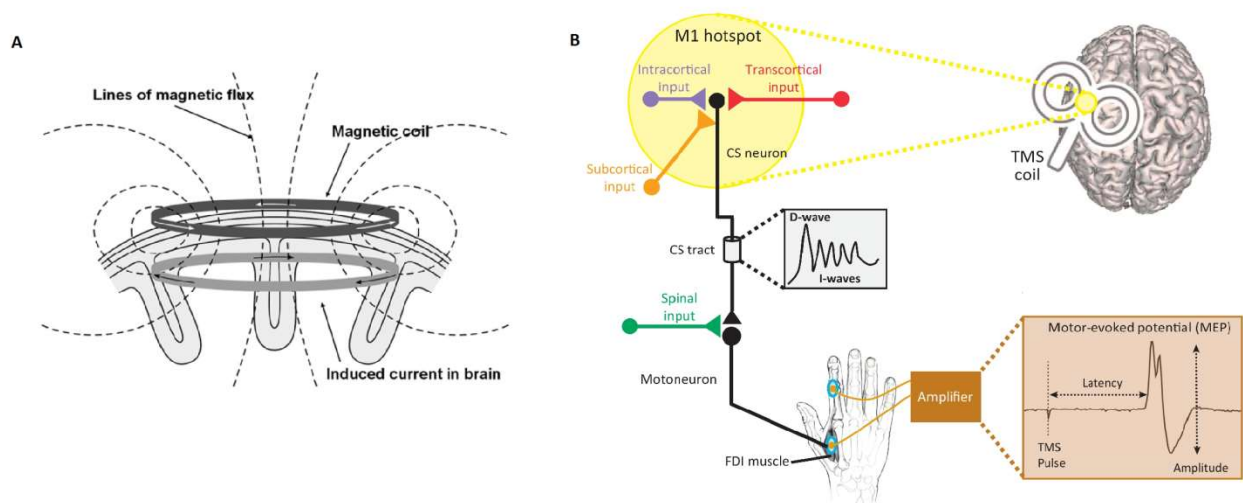 A
Lines of magnetic flux
Magnetic coil
Induced current in brain
B
M1 hotspot
Intracortical
input
Transcortical
input
CS neuron
Subcortical
input
TMS
coil
CS tract
D-wave
I-waves
Spinal
input
Motoneuron
FDI muscle
Amplifier
Motor-evoked potential (MEP)
Latency
TMS
Pulse
Amplitude